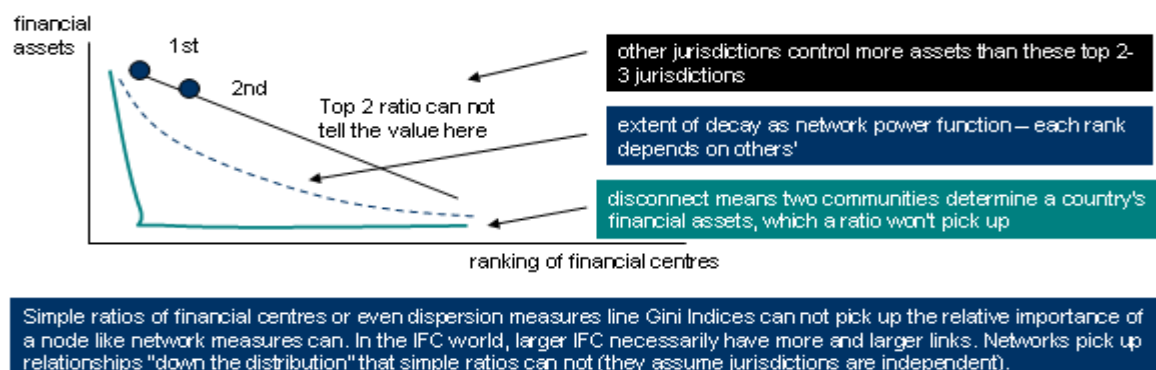 financial
assets
1st
2nd
Top 2 ratio can not
tell the value here
other jurisdictions control more assets than these top 2-
3 jurisdictions
extent of decay as network power function – each rank
depends on others'
disconnect means two communities determine a country's
financial assets, which a ratio won't pick up
ranking of financial centres
Simple ratios of financial centres or even dispersion measures line Gini Indices can not pick up the relative importance of
a node like network measures can. In the IFC world, larger IFC necessarily have more and larger links. Networks pick up
relationships "down the distribution" that simple ratios can not (they assume jurisdictions are independent).